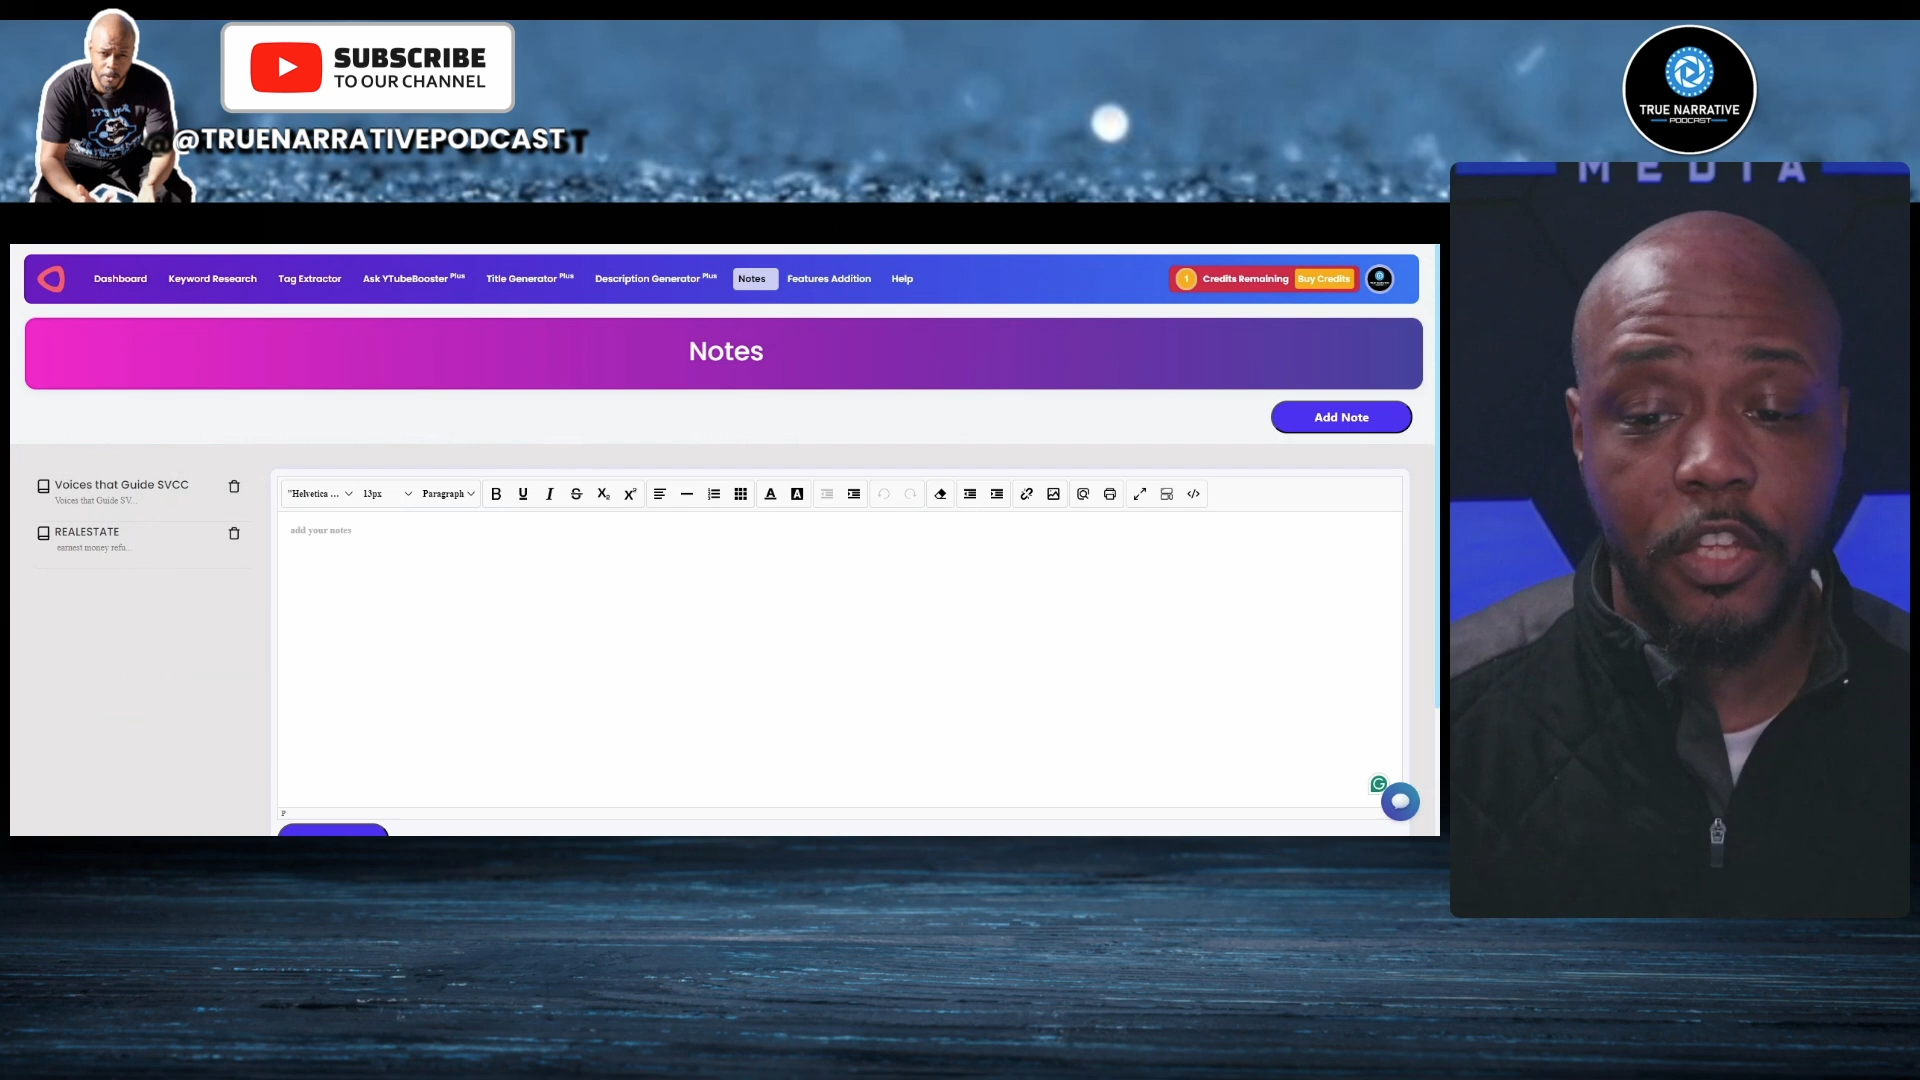 SUBSCRIBE
TO OUR CHANNEL
@TRUENARRATIVEPODCAST
TRUE NARRATIVE
PODCAST
MEDIA
Dashboard Keyword Research Tag Extractor Ask YTubeBooster Plus Title Generator Plus Description Generator Plus Notes Features Addition Help 1 Credits Remaining Buy Credits
Notes
Add Note
Voices that Guide SVCC
Voices that Guide SV...
REALESTATE
earnest money refu...
"Helvetica ... 13px Paragraph
add your notes
P